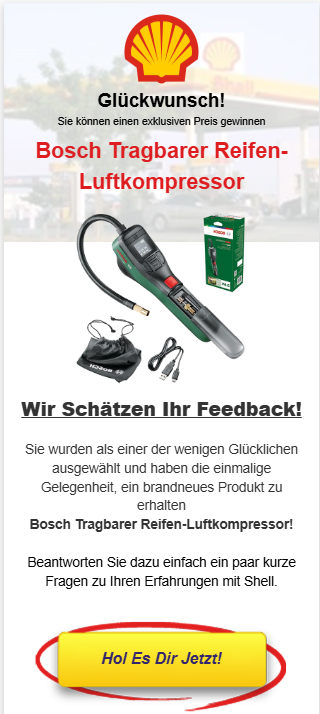 Glückwunsch!
Sie können einen exklusiven Preis gewinnen
Bosch Tragbarer Reifen-
Luftkompressor
BOSCH
BOSCH
Wir Schätzen Ihr Feedback!
Sie wurden als einer der wenigen Glücklichen
ausgewählt und haben die einmalige
Gelegenheit, ein brandneues Produkt zu
erhalten
Bosch Tragbarer Reifen-Luftkompressor!
Beantworten Sie dazu einfach ein paar kurze
Fragen zu Ihren Erfahrungen mit Shell.
Hol Es Dir Jetzt!